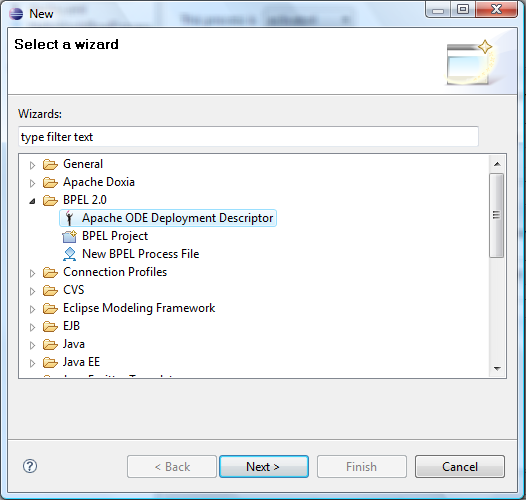 New
Select a wizard
Wizards:
type filter text
General
Apache Doxia
BPEL 2.0
Apache ODE Deployment Descriptor
BPEL Project
New BPEL Process File
Connection Profiles
CVS
Eclipse Modeling Framework
EJB
Java
Java EE
?
< Back
Next >
Finish
Cancel